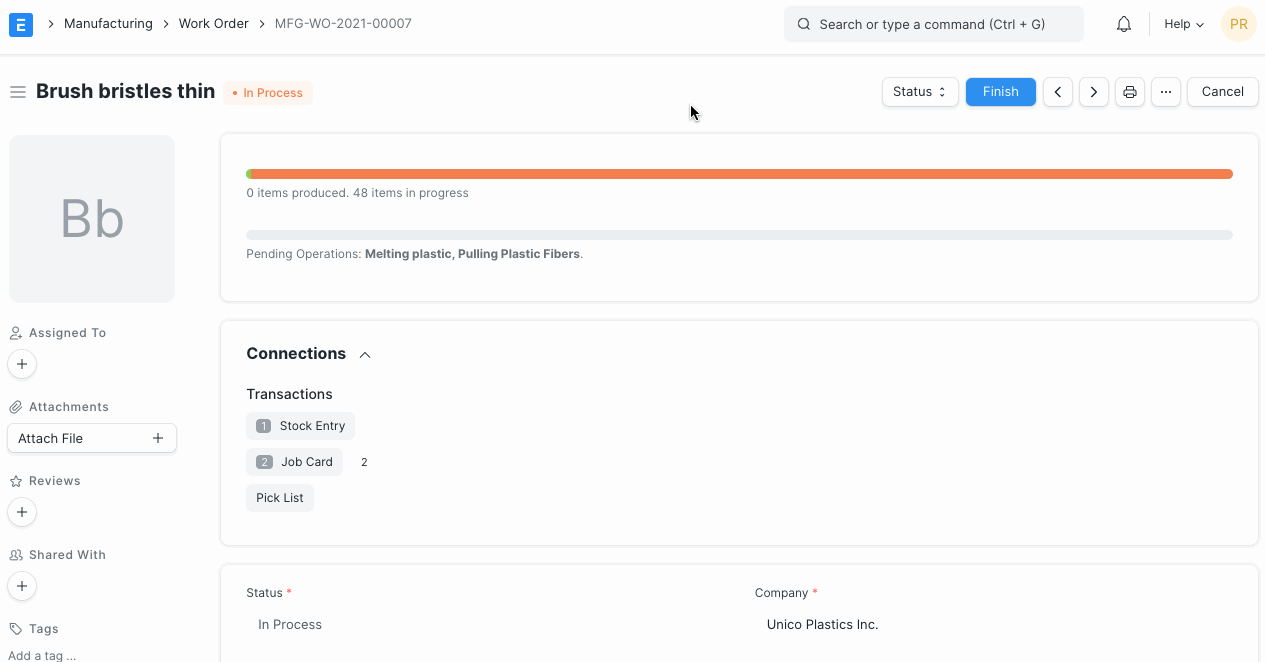 E Manufacturing Work Order MFG-WO-2021-00007 Search or type a command (Ctrl + G) Help PR
Brush bristles thin In Process Status Finish ... Cancel
Bb
0 items produced. 48 items in progress
Pending Operations: Melting plastic, Pulling Plastic Fibers.
Assigned To
Attachments
Attach File
Reviews
Shared With
Tags
Add a tag ...
Connections
Transactions
1 Stock Entry
2 Job Card 2
Pick List
Status * Company *
In Process Unico Plastics Inc.